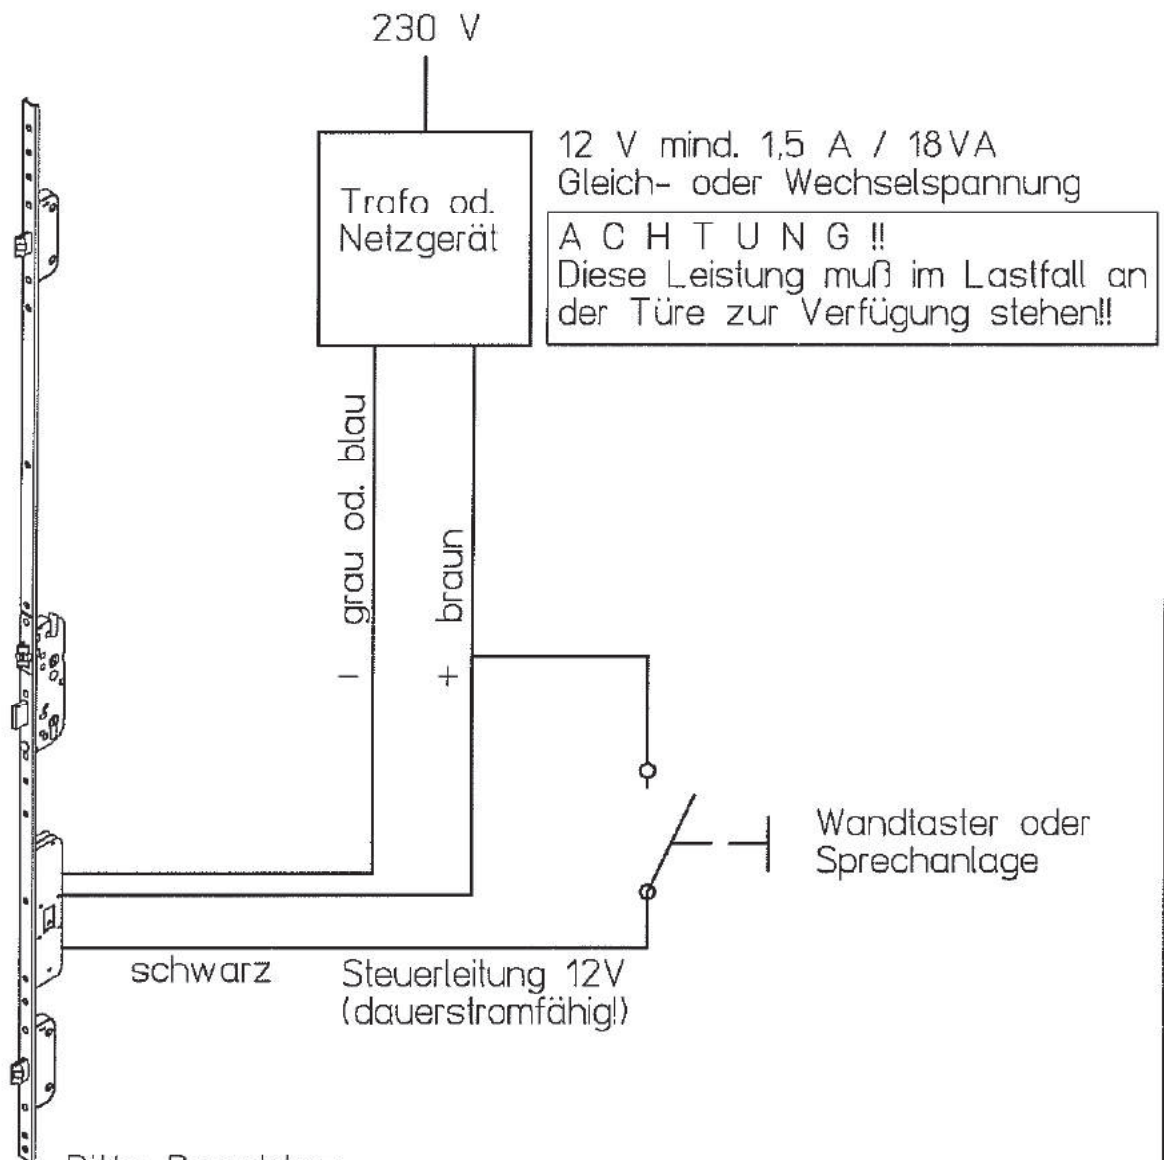 230 V
12 V mind. 1,5 A / 18VA
Gleich- oder Wechselspannung
Trafo od.
Netzgerät
A C H T U N G !!
Diese Leistung muß im Lastfall an
der Türe zur Verfügung stehen!!
– grau od. blau
+ braun
Wandtaster oder
Sprechanlage
schwarz
Steuerleitung 12V
(dauerstromfähig!)